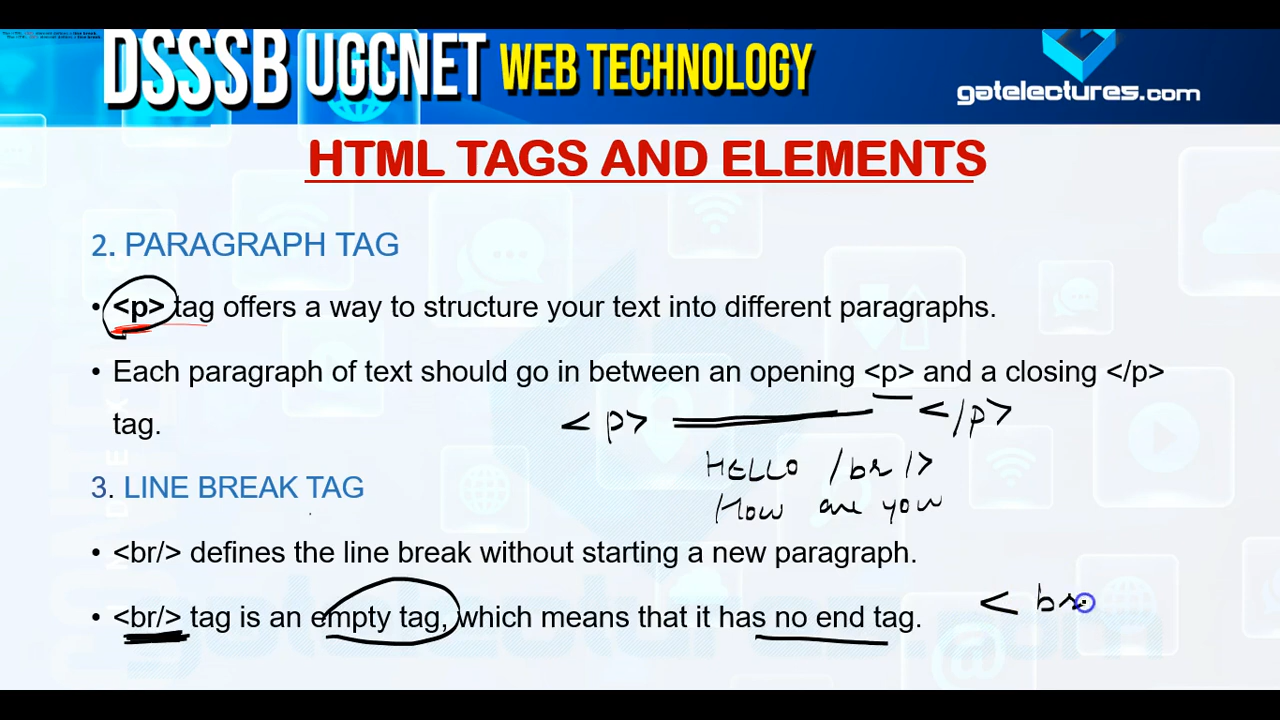 DSSSB UGCNET WEB TECHNOLOGY
gatelectures.com
HTML TAGS AND ELEMENTS
2. PARAGRAPH TAG
• <p> tag offers a way to structure your text into different paragraphs.
• Each paragraph of text should go in between an opening <p> and a closing </p>
tag.
<p> </p>
HELLO /br/>
How are you
3. LINE BREAK TAG
• <br/> defines the line break without starting a new paragraph.
• <br/> tag is an empty tag, which means that it has no end tag.
< br